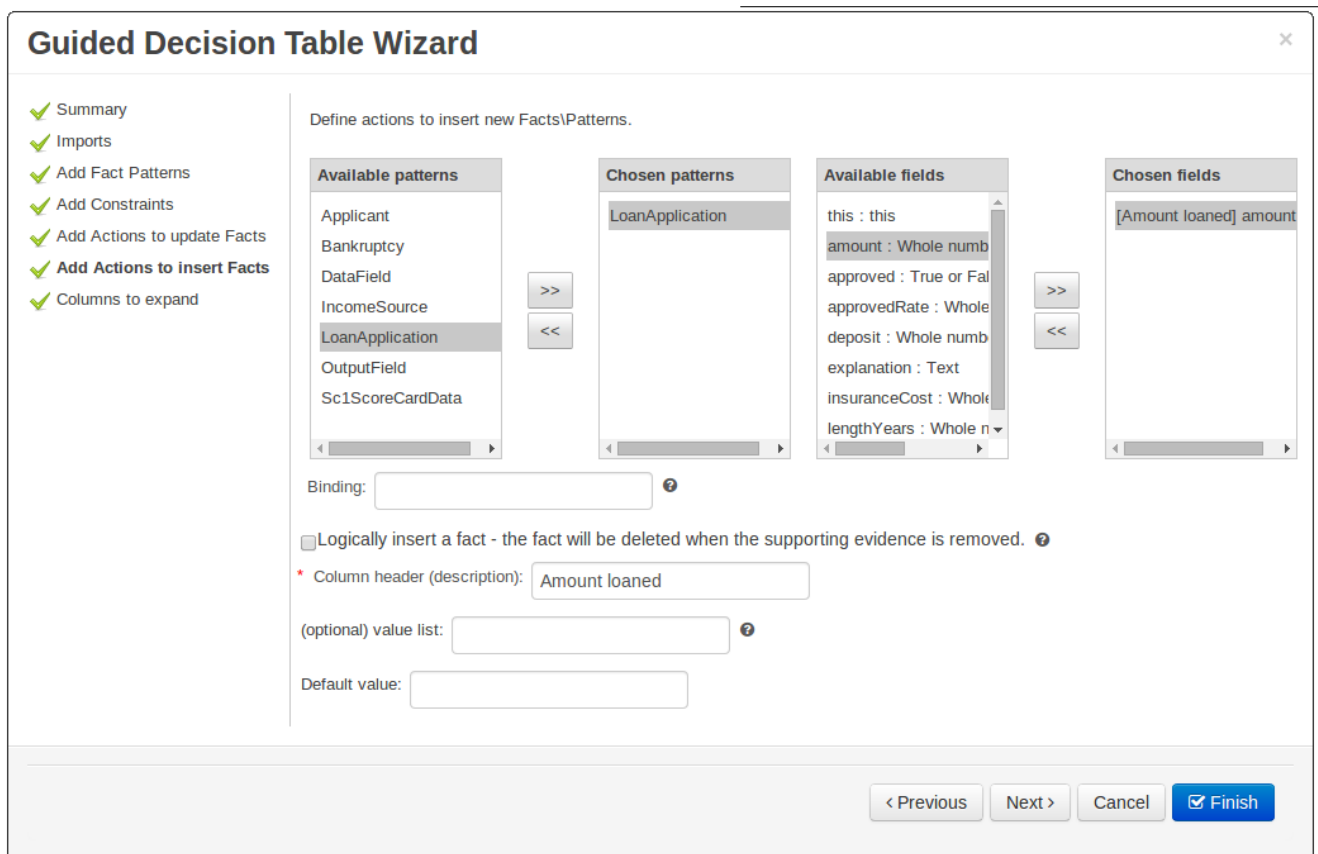 Guided Decision Table Wizard
×
Summary
Imports
Add Fact Patterns
Add Constraints
Add Actions to update Facts
Add Actions to insert Facts
Columns to expand
Define actions to insert new Facts\Patterns.
Available patterns
Applicant
Bankruptcy
DataField
IncomeSource
LoanApplication
OutputField
Sc1ScoreCardData
>>
<<
Chosen patterns
LoanApplication
Available fields
this : this
amount : Whole numb
approved : True or Fal
approvedRate : Whole
deposit : Whole numb
explanation : Text
insuranceCost : Whole
lengthYears : Whole n
>>
<<
Chosen fields
[Amount loaned] amount
Binding:
Logically insert a fact - the fact will be deleted when the supporting evidence is removed.
* Column header (description): Amount loaned
(optional) value list:
Default value:
‹ Previous
Next ›
Cancel
Finish